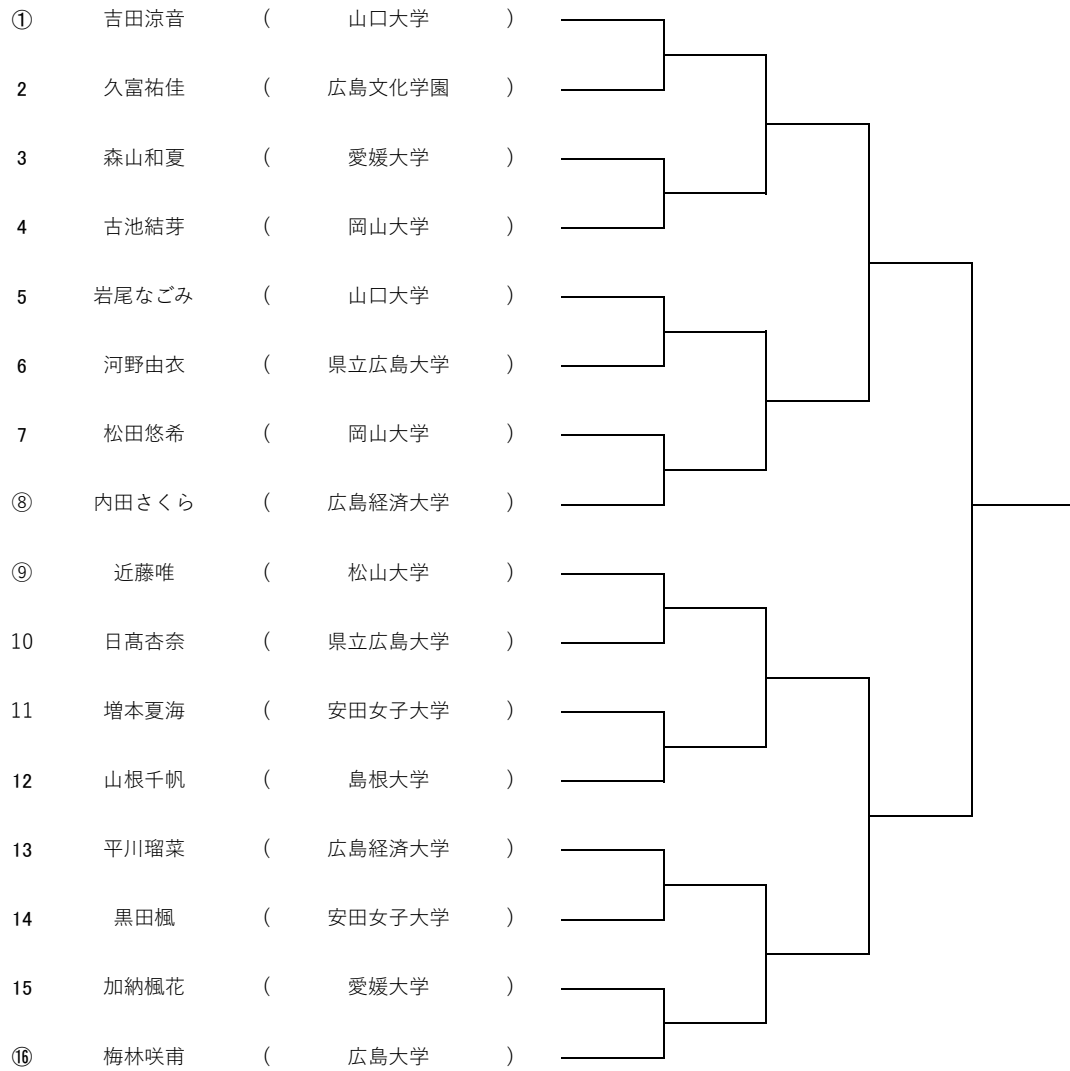 ① 吉田涼音 ( 山口大学 )
2 久富祐佳 ( 広島文化学園 )
3 森山和夏 ( 愛媛大学 )
4 古池結芽 ( 岡山大学 )
5 岩尾なごみ ( 山口大学 )
6 河野由衣 ( 県立広島大学 )
7 松田悠希 ( 岡山大学 )
⑧ 内田さくら ( 広島経済大学 )
⑨ 近藤唯 ( 松山大学 )
10 日髙杏奈 ( 県立広島大学 )
11 増本夏海 ( 安田女子大学 )
12 山根千帆 ( 島根大学 )
13 平川瑠菜 ( 広島経済大学 )
14 黒田楓 ( 安田女子大学 )
15 加納楓花 ( 愛媛大学 )
⑯ 梅林咲甫 ( 広島大学 )